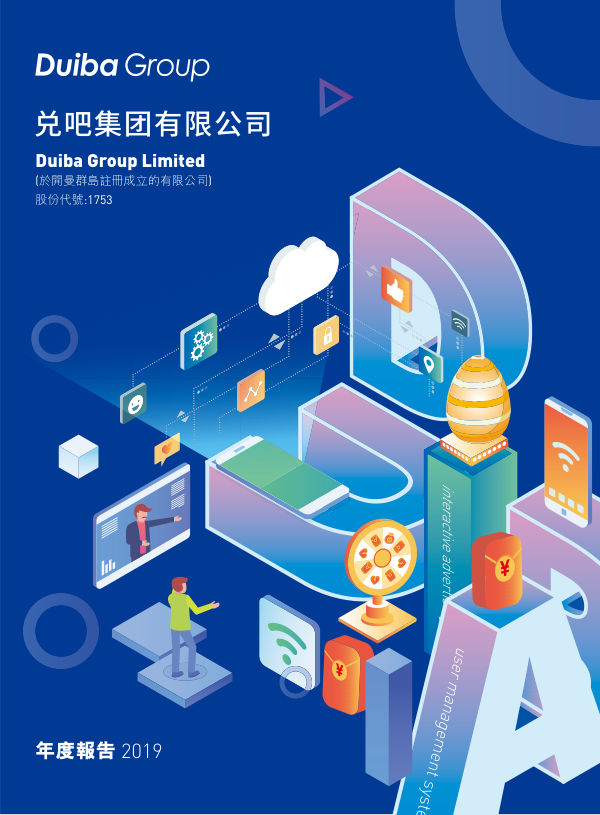 Duiba Group
兑吧集团有限公司
Duiba Group Limited
(於開曼群島註冊成立的有限公司)
股份代號:1753
D
U
I
B
A
interactive
user management
¥
¥
年度報告 2019